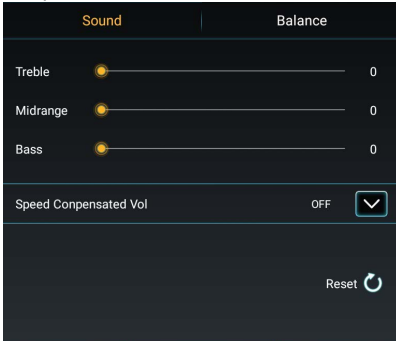 Sound Balance
Treble 0
Midrange 0
Bass 0
Speed Conpensated Vol OFF
Reset